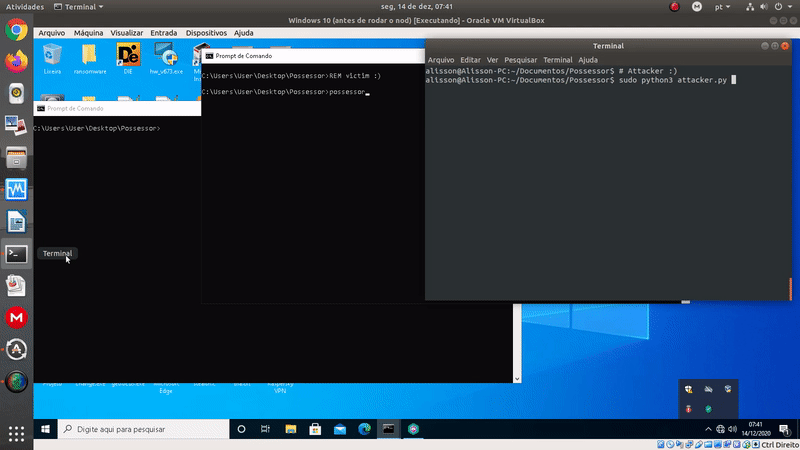 Atividades
Terminal
seg, 14 de dez, 07:41
pt
Windows 10 (antes de rodar o nod) [Executando] - Oracle VM VirtualBox
Arquivo Máquina Visualizar Entrada Dispositivos Ajuda
Lixeira
ransomware
DIE
hw_v873.exe
Prompt de Comando
C:\Users\User\Desktop\Possessor>REM victim :)
C:\Users\User\Desktop\Possessor>possessor_
Prompt de Comando
C:\Users\User\Desktop\Possessor>
Terminal
Arquivo Editar Ver Pesquisar Terminal Ajuda
alisson@Alisson-PC:~/Documentos/Possessor$ # Attacker :)
alisson@Alisson-PC:~/Documentos/Possessor$ sudo python3 attacker.py
Terminal
Microsoft
Edge
Kaspersky
VPN
Digite aqui para pesquisar
07:41
14/12/2020
Ctrl Direito